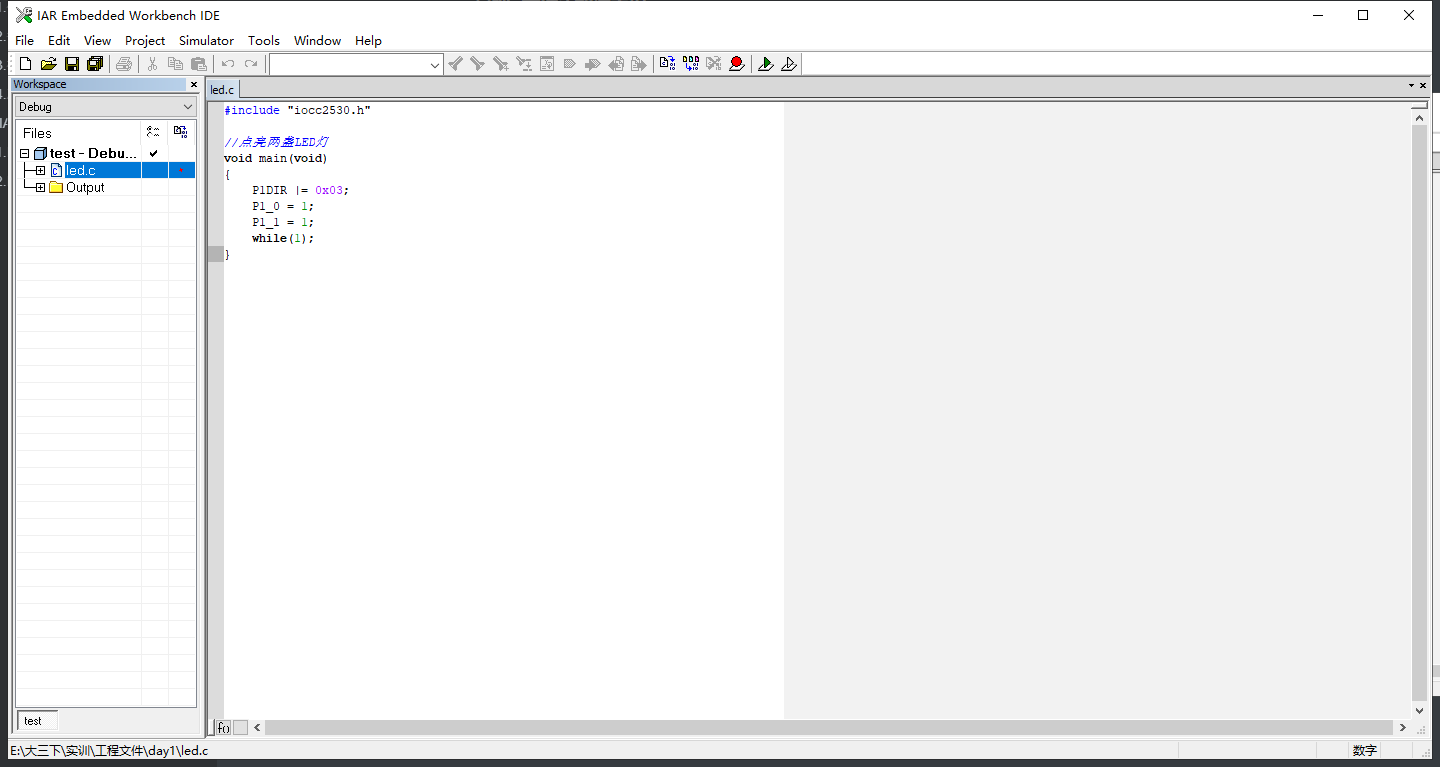 IAR Embedded Workbench IDE
File Edit View Project Simulator Tools Window Help
Workspace
Debug
Files
test - Debu...
led.c
Output
test
led.c
#include "iocc2530.h"
//点亮两盏LED灯
void main(void)
{
P1DIR |= 0x03;
P1_0 = 1;
P1_1 = 1;
while(1);
}
f()
E:\大三下\实训\工程文件\day1\led.c
数字